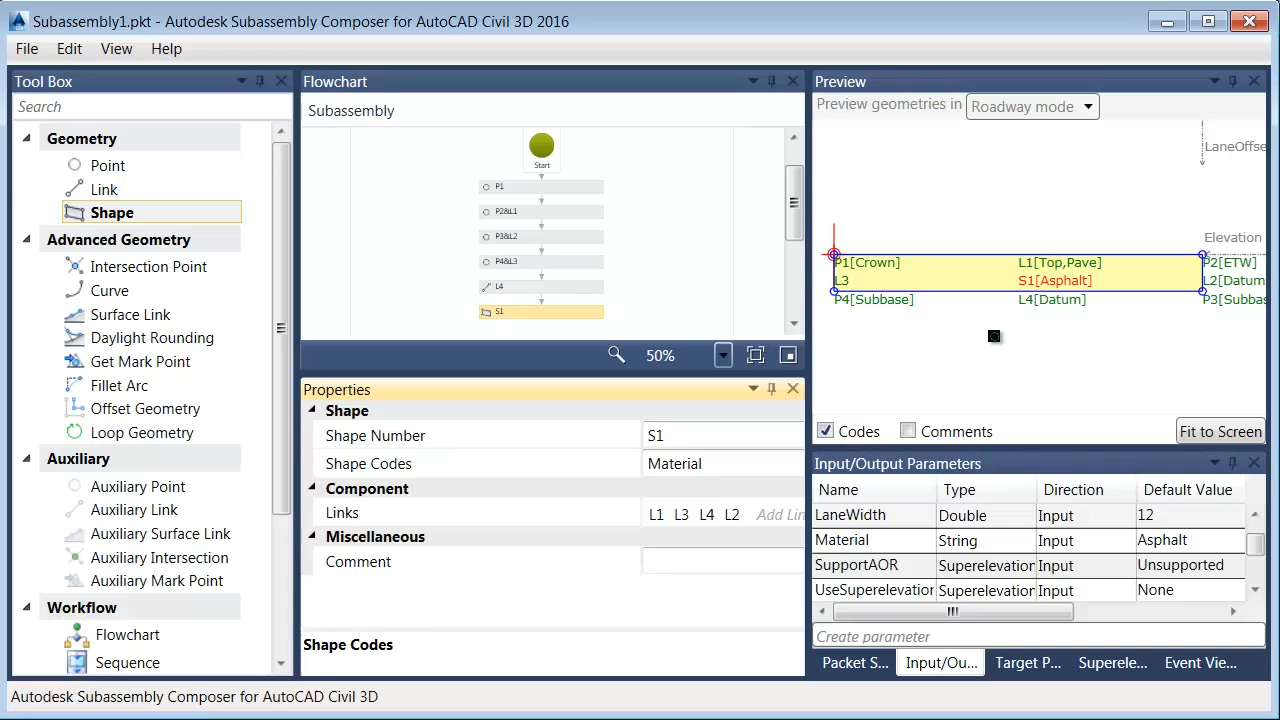 Subassembly1.pkt - Autodesk Subassembly Composer for AutoCAD Civil 3D 2016
File Edit View Help
Tool Box
Search
Geometry
Point
Link
Shape
Advanced Geometry
Intersection Point
Curve
Surface Link
Daylight Rounding
Get Mark Point
Fillet Arc
Offset Geometry
Loop Geometry
Auxiliary
Auxiliary Point
Auxiliary Link
Auxiliary Surface Link
Auxiliary Intersection
Auxiliary Mark Point
Workflow
Flowchart
Sequence
Flowchart
Subassembly
Start
P1
P2&L1
P3&L2
P4&L3
L4
S1
50%
Properties
Shape
Shape Number S1
Shape Codes Material
Component
Links L1 L3 L4 L2 Add Lin
Miscellaneous
Comment
Shape Codes
Preview
Preview geometries in Roadway mode
LaneOffse
Elevation
P1[Crown] L1[Top,Pave] P2[ETW]
L3 S1[Asphalt] L2[Datum
P4[Subbase] L4[Datum] P3[Subbas
Codes Comments Fit to Screen
Input/Output Parameters
Name Type Direction Default Value
LaneWidth Double Input 12
Material String Input Asphalt
SupportAOR Superelevation Input Unsupported
UseSuperelevation Superelevation Input None
Create parameter
Packet S... Input/Ou... Target P... Superele... Event Vie...
Autodesk Subassembly Composer for AutoCAD Civil 3D